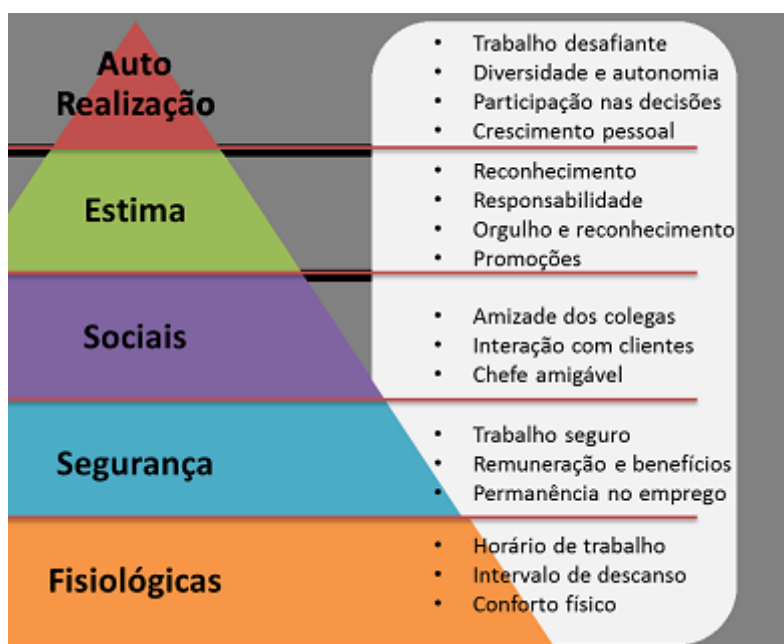 Auto
Realização
• Trabalho desafiante
• Diversidade e autonomia
• Participação nas decisões
• Crescimento pessoal
Estima
• Reconhecimento
• Responsabilidade
• Orgulho e reconhecimento
• Promoções
Sociais
• Amizade dos colegas
• Interação com clientes
• Chefe amigável
Segurança
• Trabalho seguro
• Remuneração e benefícios
• Permanência no emprego
Fisiológicas
• Horário de trabalho
• Intervalo de descanso
• Conforto físico